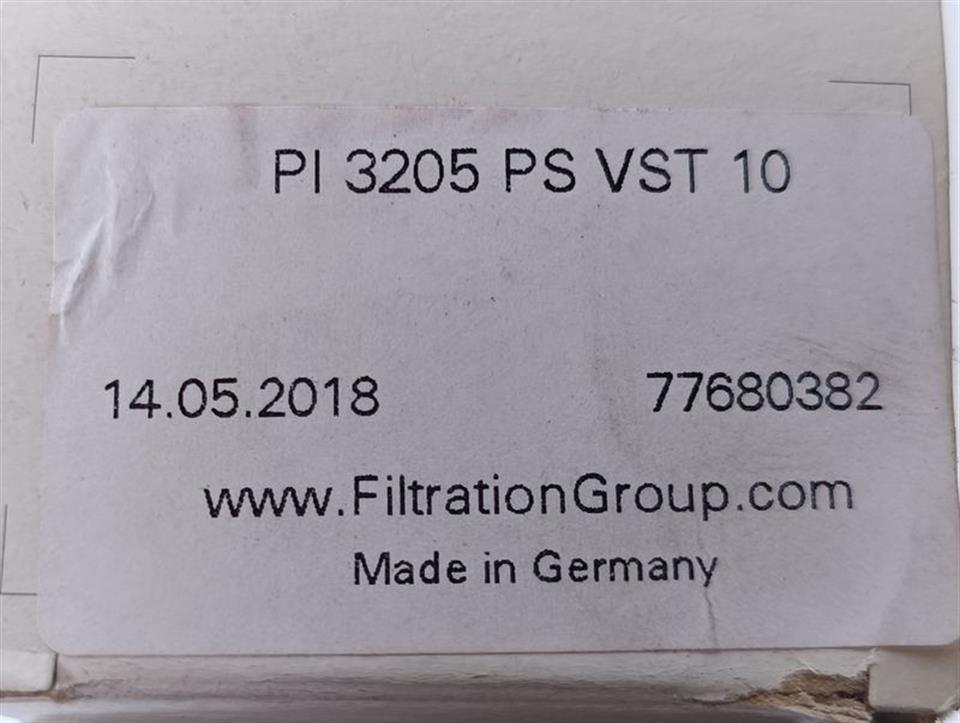 PI 3205 PS VST 10
14.05.2018 77680382
www.FiltrationGroup.com
Made in Germany